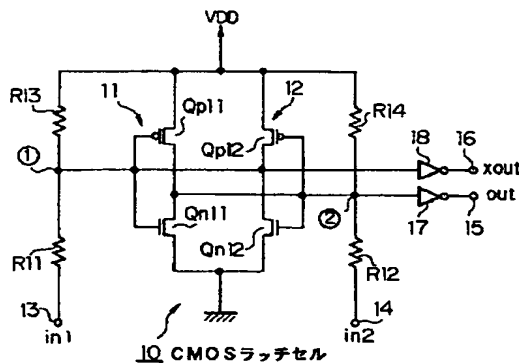 VDD
R13
11
Qp11
12
Qp12
R14
18
16
xout
①
out
17
15
Qn11
②
Qn12
R11
R12
13
in1
14
in2
10 CMOSラッチセル